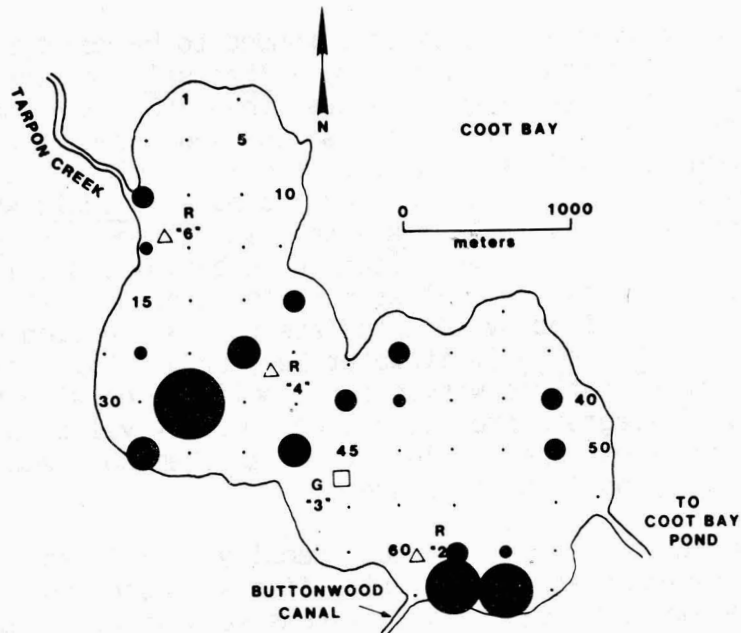 1
5
N
COOT BAY
TARPON CREEK
10
R
"6"
0 1000
meters
15
R
"4"
30
40
45
50
G
"3"
R
60 "2"
TO
COOT BAY
POND
BUTTONWOOD
CANAL